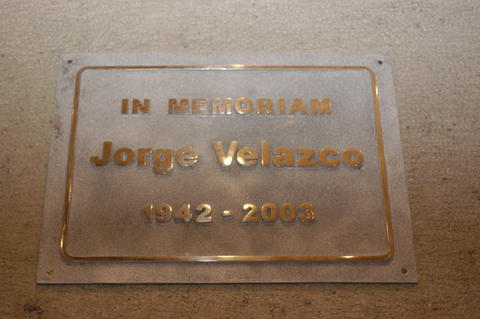 IN MEMORIAM
Jorge Velazco
1942 - 2003